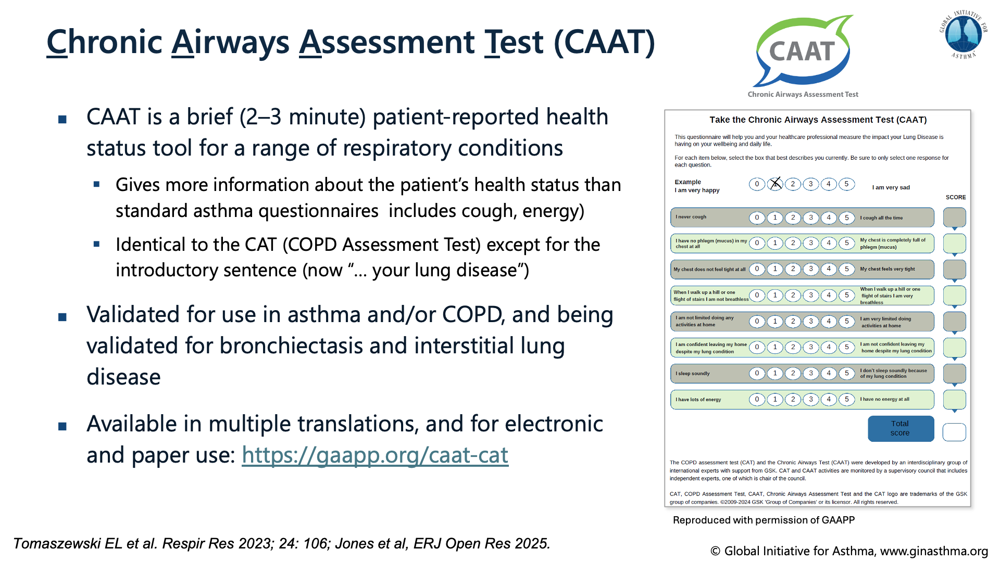 Chronic Airways Assessment Test (CAAT)
CAAT
Chronic Airways Assessment Test
GLOBAL INITIATIVE FOR
ASTHMA
■ CAAT is a brief (2–3 minute) patient-reported health
status tool for a range of respiratory conditions
■ Gives more information about the patient’s health status than
standard asthma questionnaires  includes cough, energy)
■ Identical to the CAT (COPD Assessment Test) except for the
introductory sentence (now “... your lung disease”)
■ Validated for use in asthma and/or COPD, and being
validated for bronchiectasis and interstitial lung
disease
■ Available in multiple translations, and for electronic
and paper use: https://gaapp.org/caat-cat
Take the Chronic Airways Assessment Test (CAAT)
This questionnaire will help you and your healthcare professional measure the impact your Lung Disease is
having on your wellbeing and daily life.
For each item below, select the box that best describes you currently. Be sure to only select one response for
each question.
Example
I am very happy
0 1 2 3 4 5
I am very sad
SCORE
I never cough
0 1 2 3 4 5
I cough all the time
I have no phlegm (mucus) in my
chest at all
0 1 2 3 4 5
My chest is completely full of
phlegm (mucus)
My chest does not feel tight at all
0 1 2 3 4 5
My chest feels very tight
When I walk up a hill or one
flight of stairs I am not breathless
0 1 2 3 4 5
When I walk up a hill or one
flight of stairs I am very
breathless
I am not limited doing any
activities at home
0 1 2 3 4 5
I am very limited doing
activities at home
I am confident leaving my home
despite my lung condition
0 1 2 3 4 5
I am not confident leaving my
home despite my lung condition
I sleep soundly
0 1 2 3 4 5
I don't sleep soundly because
of my lung condition
I have lots of energy
0 1 2 3 4 5
I have no energy at all
Total
score
The COPD assessment test (CAT) and the Chronic Airways Test (CAAT) were developed by an interdisciplinary group of
international experts with support from GSK. CAT and CAAT activities are monitored by a supervisory council that includes
independent experts, one of which is chair of the council.
CAT, COPD Assessment Test, CAAT, Chronic Airways Assessment Test and the CAT logo are trademarks of the GSK
group of companies. ©2009-2024 GSK 'Group of Companies' or its licensor. All rights reserved.
Reproduced with permission of GAAPP
Tomaszewski EL et al. Respir Res 2023; 24: 106; Jones et al, ERJ Open Res 2025.
© Global Initiative for Asthma, www.ginasthma.org